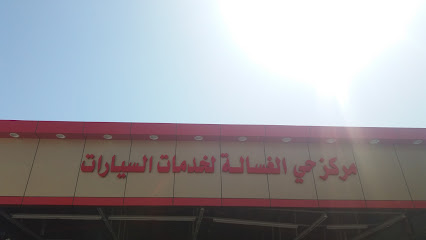 مركز حي الغسالة لخدمات السيارات